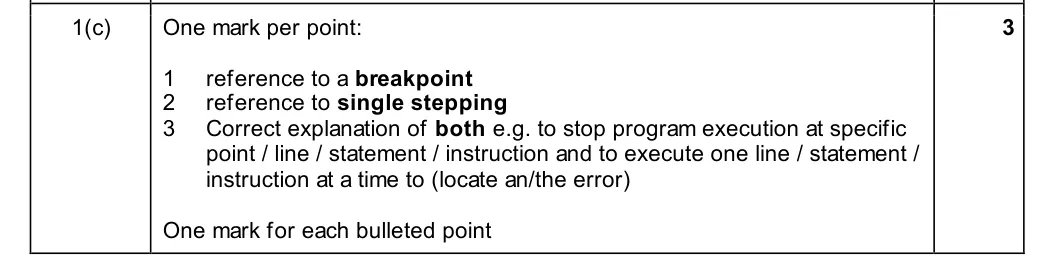 1(c) One mark per point: 3
1 reference to a breakpoint
2 reference to single stepping
3 Correct explanation of both e.g. to stop program execution at specific
point / line / statement / instruction and to execute one line / statement /
instruction at a time to (locate an/the error)
One mark for each bulleted point